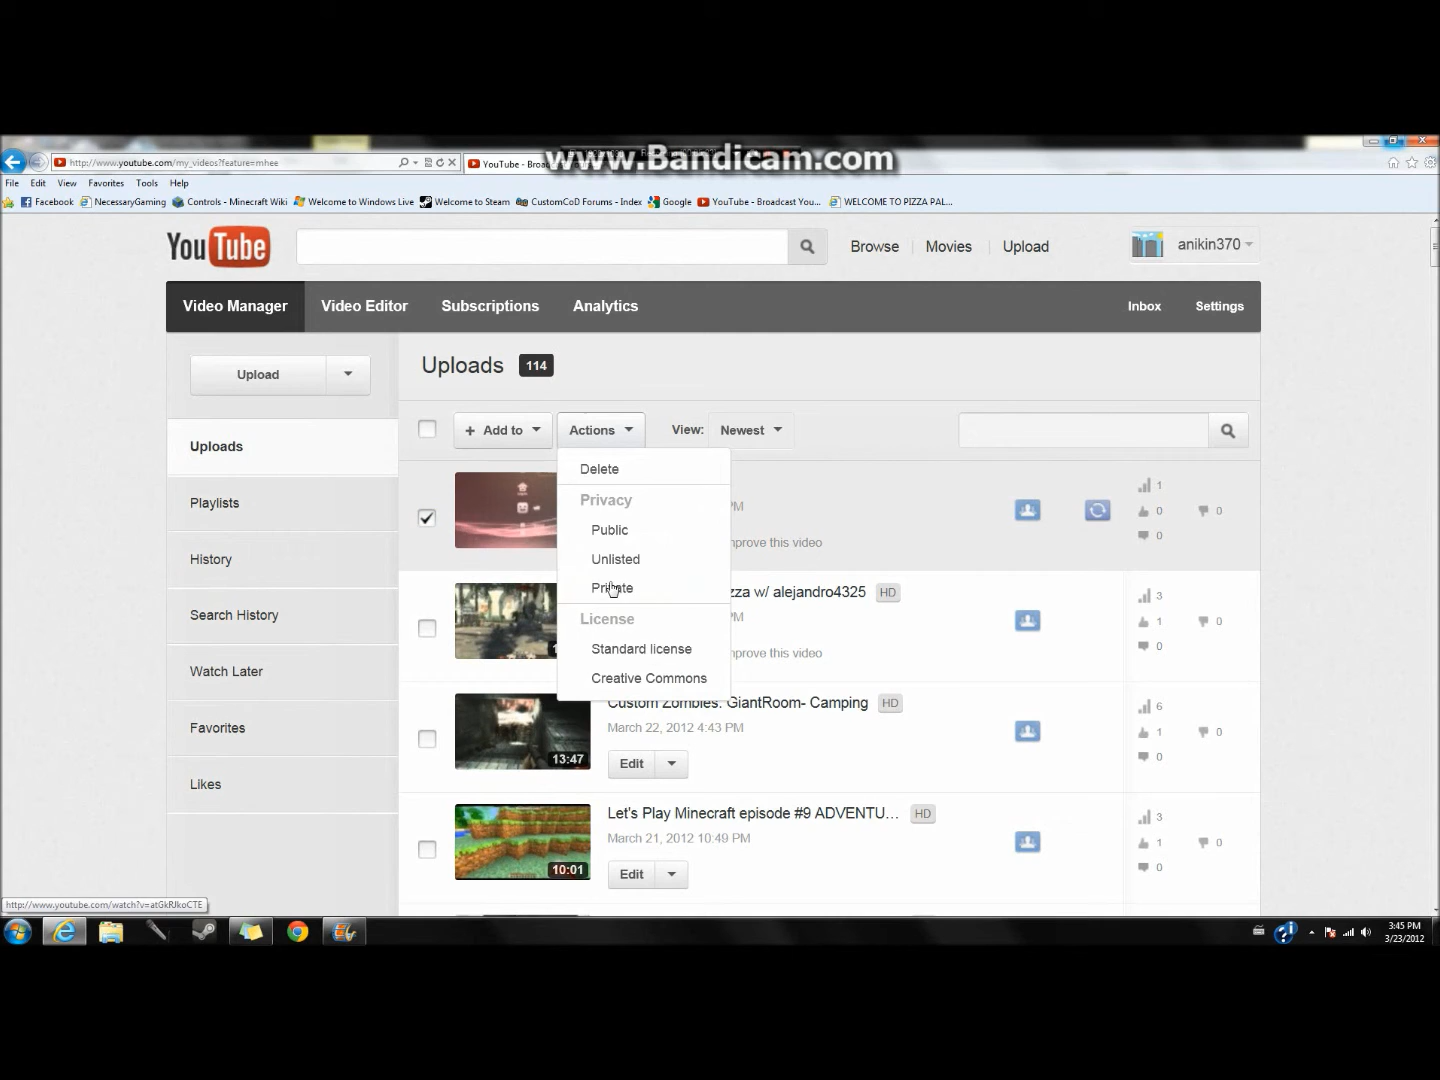 www.Bandicam.com
http://www.youtube.com/my_videos?feature=mhee
YouTube - Broa
File Edit View Favorites Tools Help
Facebook NecessaryGaming Controls - Minecraft Wiki Welcome to Windows Live Welcome to Steam CustomCoD Forums - Index Google YouTube - Broadcast You... WELCOME TO PIZZA PAL...
YouTube
Browse Movies Upload
anikin370
Video Manager Video Editor Subscriptions Analytics Inbox Settings
Upload
Uploads 114
+ Add to Actions View: Newest
Uploads
Playlists
History
Search History
Watch Later
Favorites
Likes
Delete
Privacy
Public
Unlisted
Private
License
Standard license
Creative Commons
PM
mprove this video
1
0 0
0
zza w/ alejandro4325 HD
PM
mprove this video
3
1 0
0
Custom Zombies: GiantRoom- Camping HD
March 22, 2012 4:43 PM
Edit
13:47
6
1 0
0
Let's Play Minecraft episode #9 ADVENTU... HD
March 21, 2012 10:49 PM
Edit
10:01
3
1 0
0
http://www.youtube.com/watch?v=atGkRJkoCTE
3:45 PM
3/23/2012